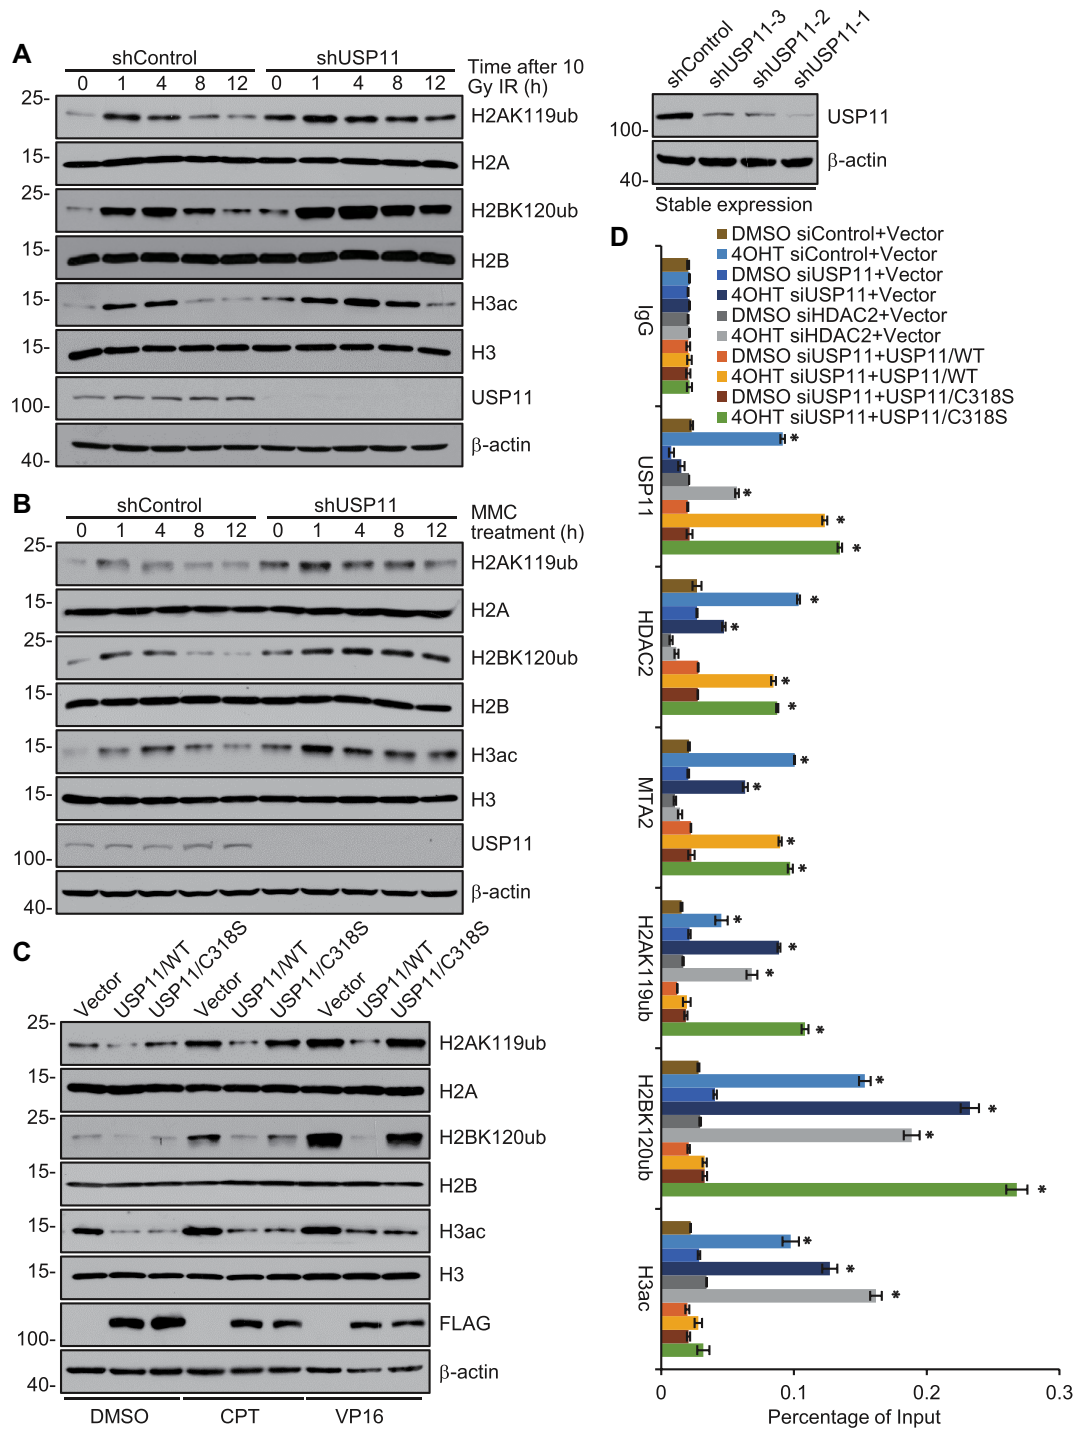 A
shControl shUSP11
0 1 4 8 12 0 1 4 8 12
Time after 10
Gy IR (h)
25-
H2AK119ub
15-
H2A
25-
H2BK120ub
15-
H2B
15-
H3ac
15-
H3
100-
USP11
40-
β-actin
shControl
shUSP11-3
shUSP11-2
shUSP11-1
100-
USP11
40-
β-actin
Stable expression
B
shControl shUSP11
0 1 4 8 12 0 1 4 8 12
MMC
treatment (h)
25-
H2AK119ub
15-
H2A
25-
H2BK120ub
15-
H2B
15-
H3ac
15-
H3
100-
USP11
40-
β-actin
C
Vector
USP11/WT
USP11/C318S
Vector
USP11/WT
USP11/C318S
Vector
USP11/WT
USP11/C318S
25-
H2AK119ub
15-
H2A
25-
H2BK120ub
15-
H2B
15-
H3ac
15-
H3
100-
FLAG
40-
β-actin
DMSO CPT VP16
D
DMSO siControl+Vector
4OHT siControl+Vector
DMSO siUSP11+Vector
4OHT siUSP11+Vector
DMSO siHDAC2+Vector
4OHT siHDAC2+Vector
DMSO siUSP11+USP11/WT
4OHT siUSP11+USP11/WT
DMSO siUSP11+USP11/C318S
4OHT siUSP11+USP11/C318S
IgG
USP11
*
*
*
*
HDAC2
*
*
*
*
MTA2
*
*
*
*
H2AK119ub
*
*
*
*
H2BK120ub
*
*
*
*
H3ac
*
*
*
0 0.1 0.2 0.3
Percentage of Input